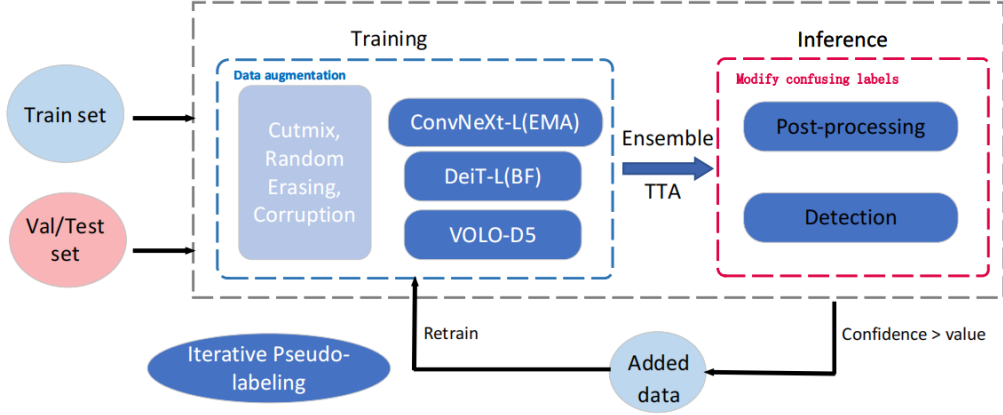 Training
Inference
Data augmentation
Modify confusing labels
Train set
Cutmix,
Random
Erasing,
Corruption
ConvNeXt-L(EMA)
DeiT-L(BF)
VOLO-D5
Ensemble
TTA
Post-processing
Detection
Val/Test
set
Retrain
Confidence > value
Iterative Pseudo-
labeling
Added
data